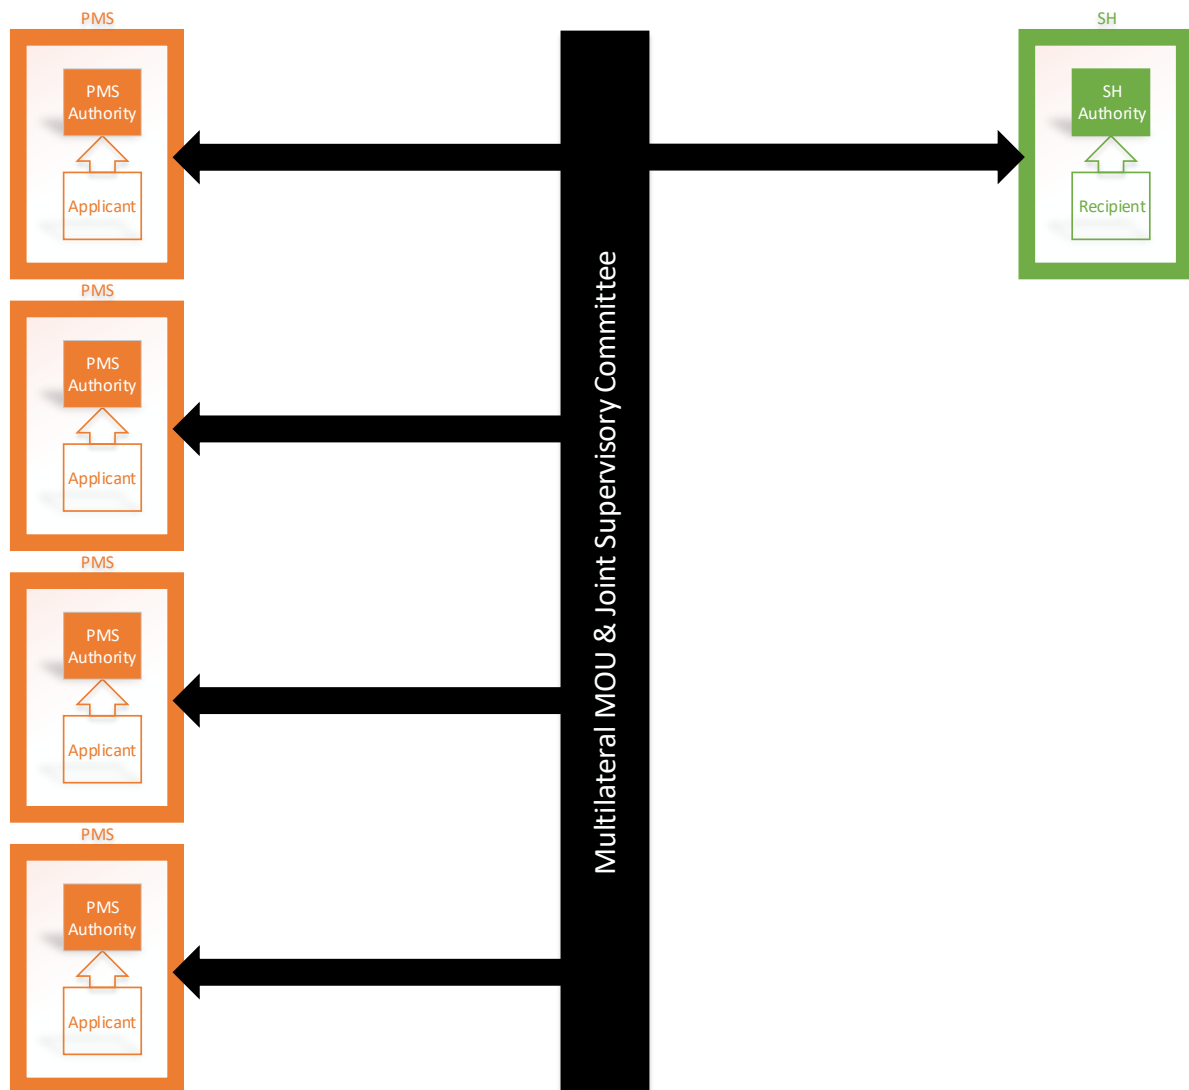 PMS
PMS
Authority
Applicant
SH
SH
Authority
Recipient
Multilateral MOU & Joint Supervisory Committee
PMS
PMS
Authority
Applicant
PMS
PMS
Authority
Applicant
PMS
PMS
Authority
Applicant